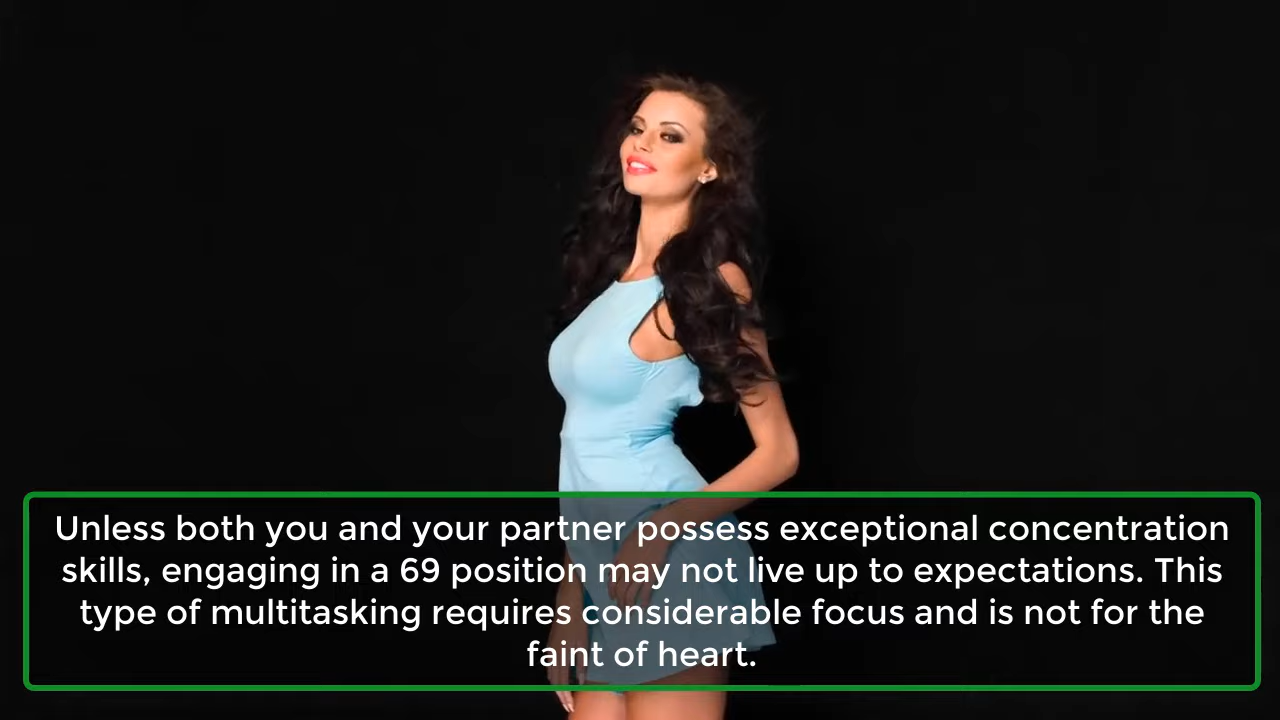 Unless both you and your partner possess exceptional concentration
skills, engaging in a 69 position may not live up to expectations. This
type of multitasking requires considerable focus and is not for the
faint of heart.